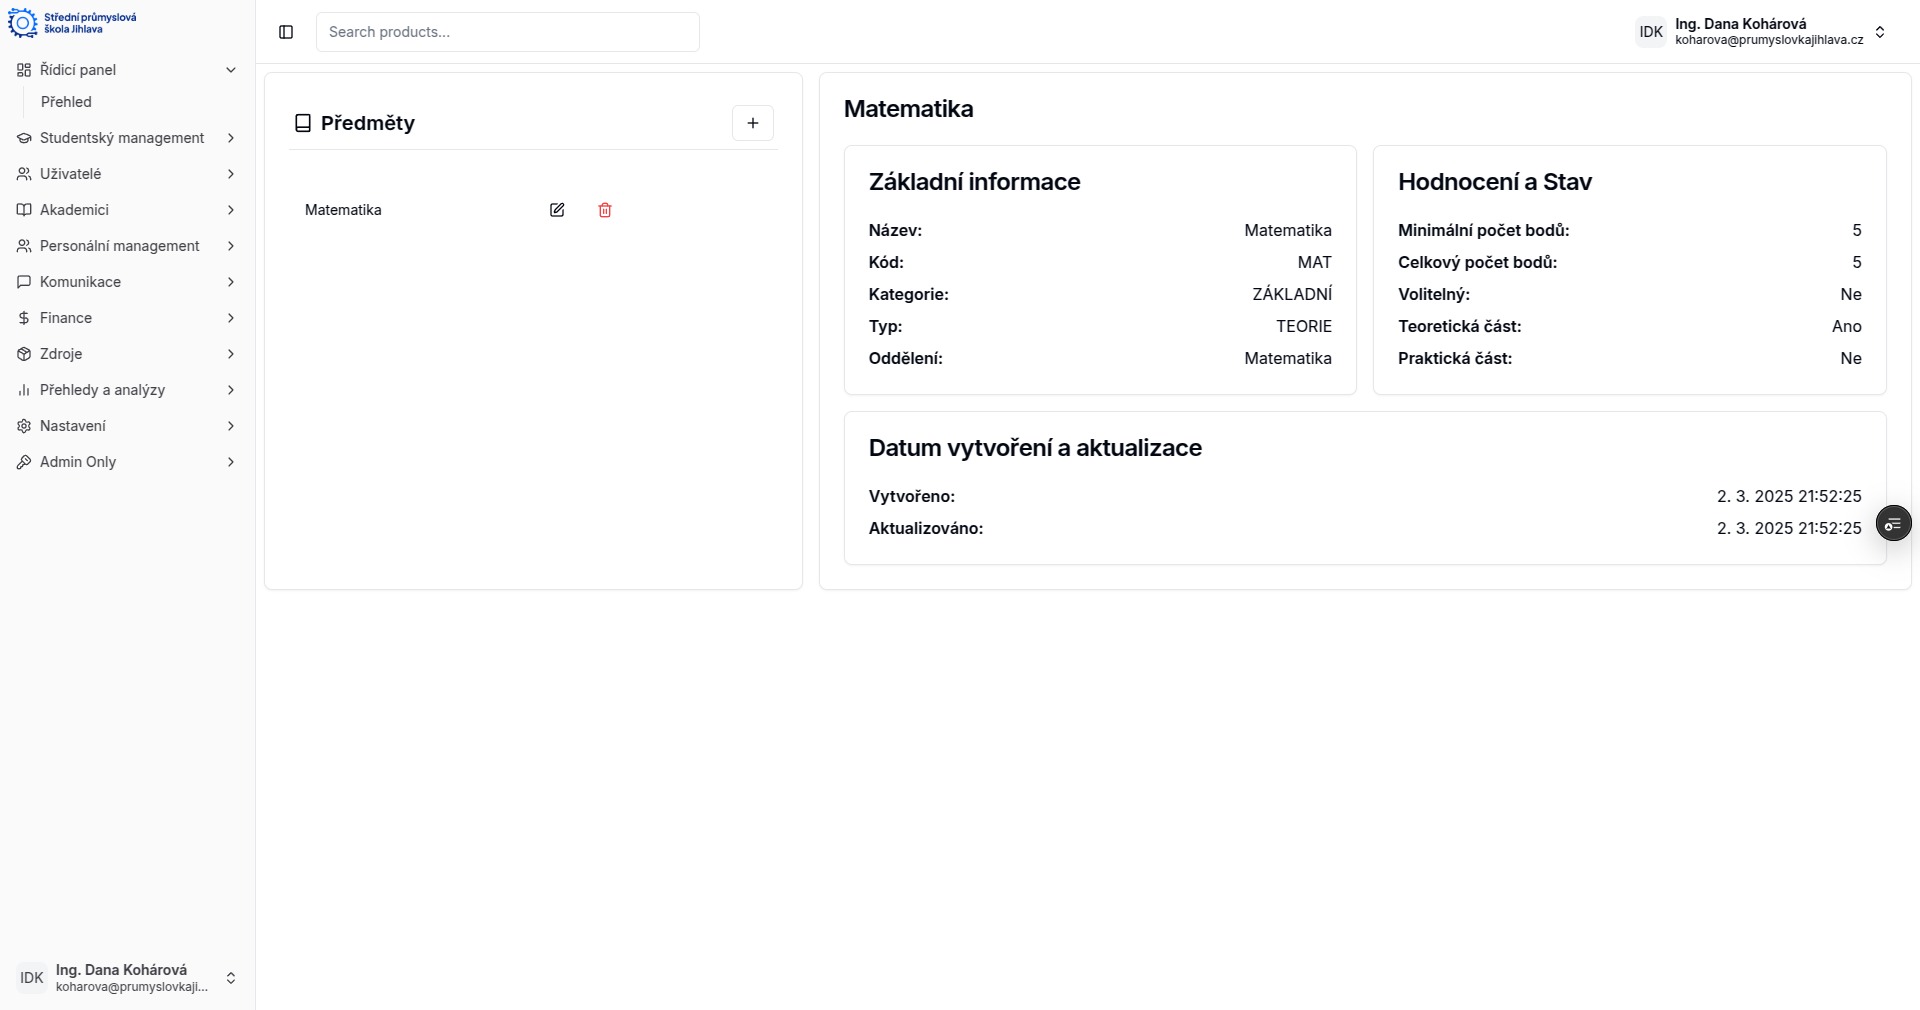 Střední průmyslová
škola Jihlava
Řídicí panel
Přehled
Studentský management
Uživatelé
Akademici
Personální management
Komunikace
Finance
Zdroje
Přehledy a analýzy
Nastavení
Admin Only
IDK
Ing. Dana Kohárová
koharova@prumyslovkaji...
Search products...
IDK
Ing. Dana Kohárová
koharova@prumyslovkajihlava.cz
Předměty
Matematika
Matematika
Základní informace
Název: Matematika
Kód: MAT
Kategorie: ZÁKLADNÍ
Typ: TEORIE
Oddělení: Matematika
Hodnocení a Stav
Minimální počet bodů: 5
Celkový počet bodů: 5
Volitelný: Ne
Teoretická část: Ano
Praktická část: Ne
Datum vytvoření a aktualizace
Vytvořeno: 2. 3. 2025 21:52:25
Aktualizováno: 2. 3. 2025 21:52:25